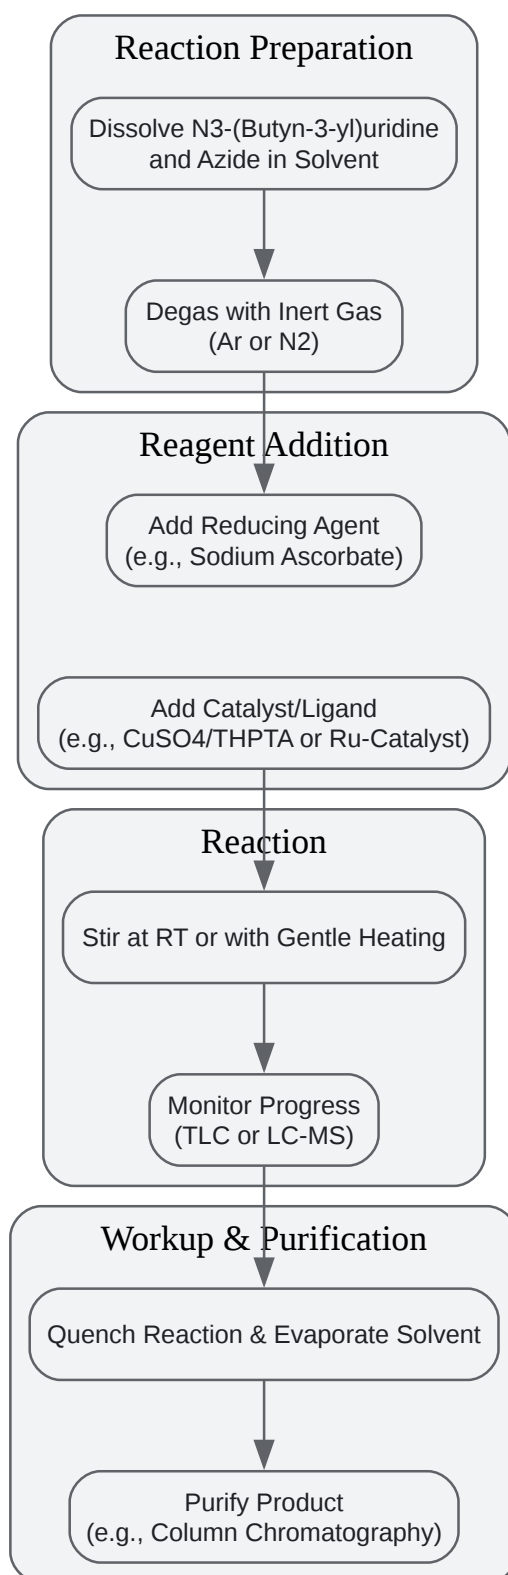 Reaction Preparation
Dissolve N3-(Butyn-3-yl)uridine
and Azide in Solvent
Degas with Inert Gas
(Ar or N2)
Reagent Addition
Add Reducing Agent
(e.g., Sodium Ascorbate)
Add Catalyst/Ligand
(e.g., CuSO4/THPTA or Ru-Catalyst)
Reaction
Stir at RT or with Gentle Heating
Monitor Progress
(TLC or LC-MS)
Workup & Purification
Quench Reaction & Evaporate Solvent
Purify Product
(e.g., Column Chromatography)